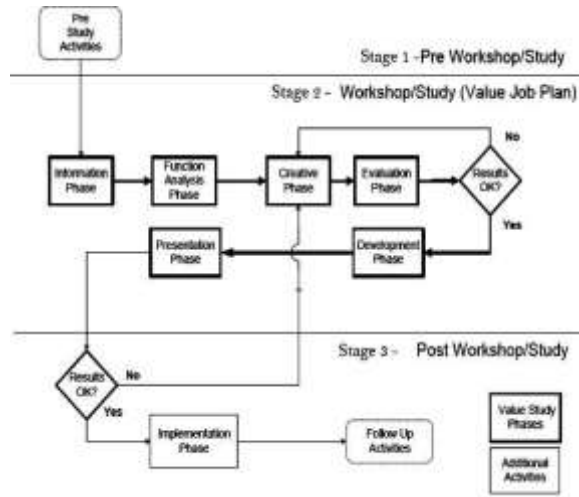 Pre
Study
Activities
Stage 1 -Pre Workshop/Study
Stage 2 - Workshop/Study (Value Job Plan)
No
Information
Phase
Function
Analysis
Phase
Creative
Phase
Evaluation
Phase
Results
OK?
Yes
Presentation
Phase
Development
Phase
Stage 3 - Post Workshop/Study
Results
OK?
No
Yes
Implementation
Phase
Follow Up
Activities
Value Study
Phases
Additional
Activities